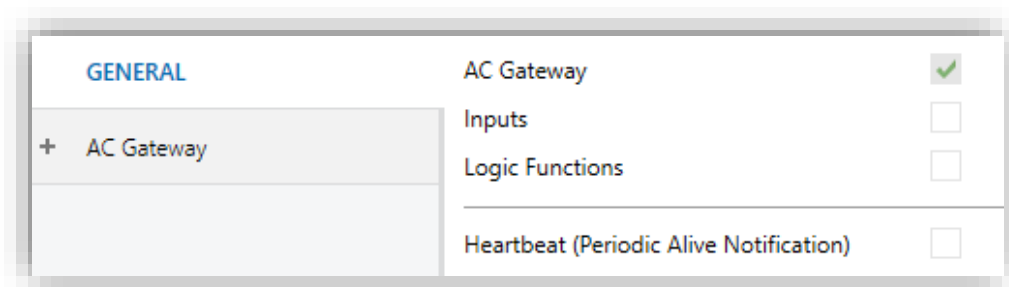 GENERAL
AC Gateway
AC Gateway
Inputs
Logic Functions
Heartbeat (Periodic Alive Notification)